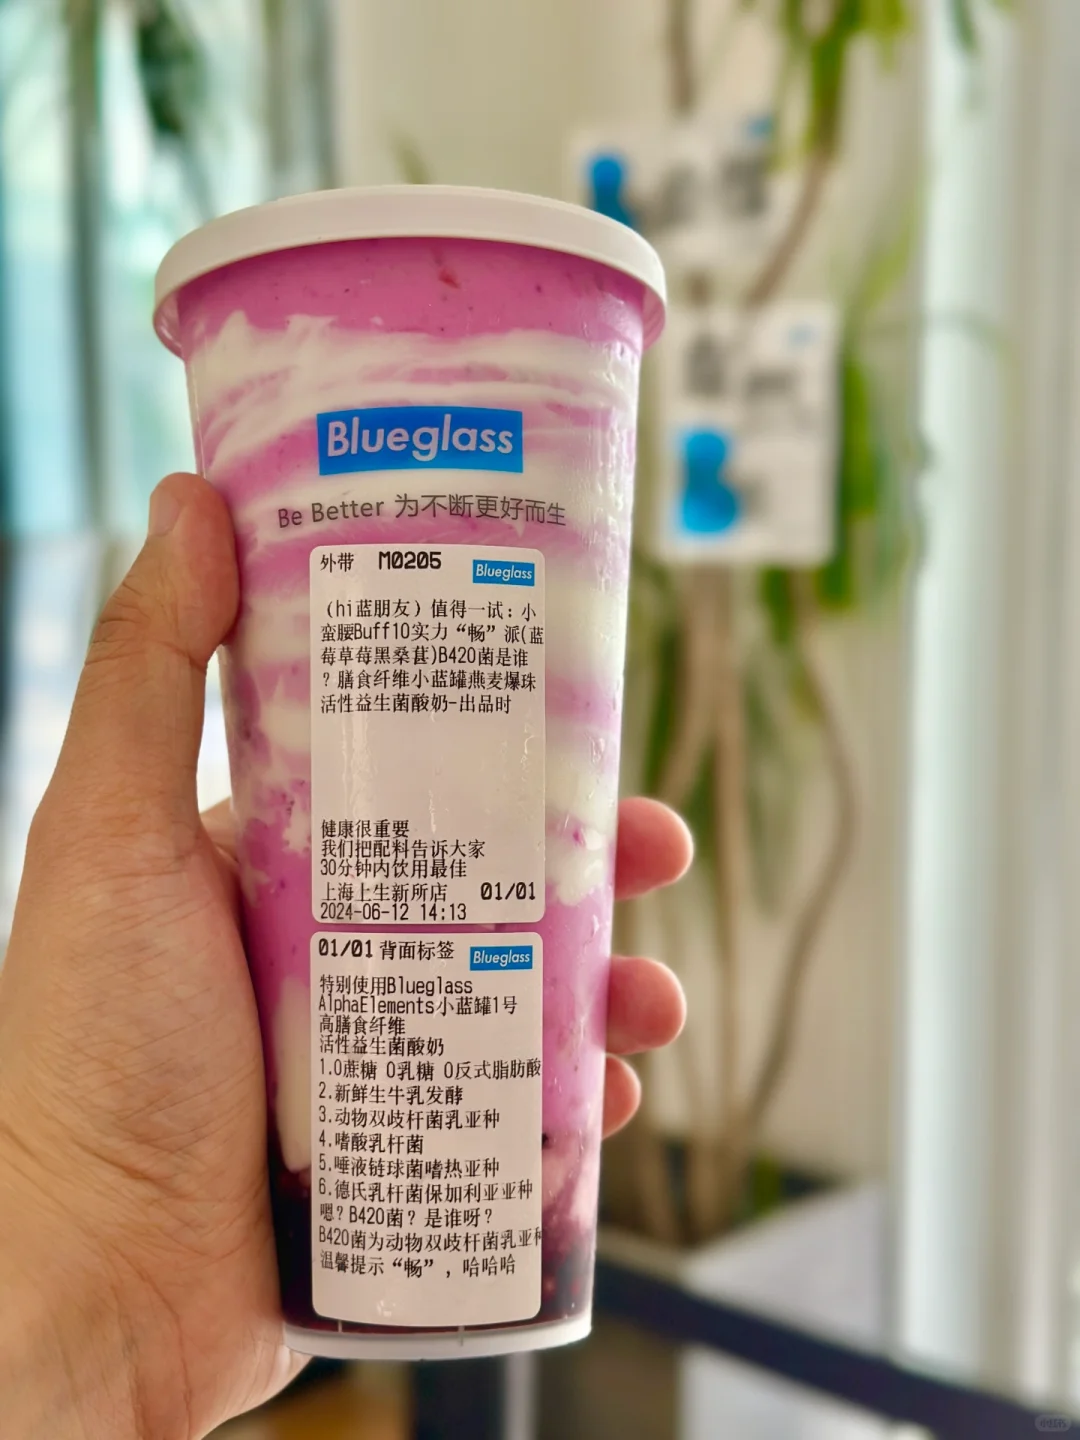 Blueglass
Be Better 为不断更好而生
外带 M0205 Blueglass
（hi蓝朋友）值得一试：小
蛮腰Buff10实力“畅”派(蓝
莓草莓黑桑葚)B420菌是谁
？膳食纤维小蓝罐燕麦爆珠
活性益生菌酸奶-出品时
健康很重要
我们把配料告诉大家
30分钟内饮用最佳
上海上生新所店 01/01
2024-06-12 14:13
01/01 背面标签 Blueglass
特别使用Blueglass
AlphaElements小蓝罐1号
高膳食纤维
活性益生菌酸奶
1.0蔗糖 0乳糖 0反式脂肪酸
2.新鲜生牛乳发酵
3.动物双歧杆菌乳亚种
4.嗜酸乳杆菌
5.唾液链球菌嗜热亚种
6.德氏乳杆菌保加利亚亚种
嗯？B420菌？是谁呀？
B420菌为动物双歧杆菌乳亚种
温馨提示“畅”，哈哈哈